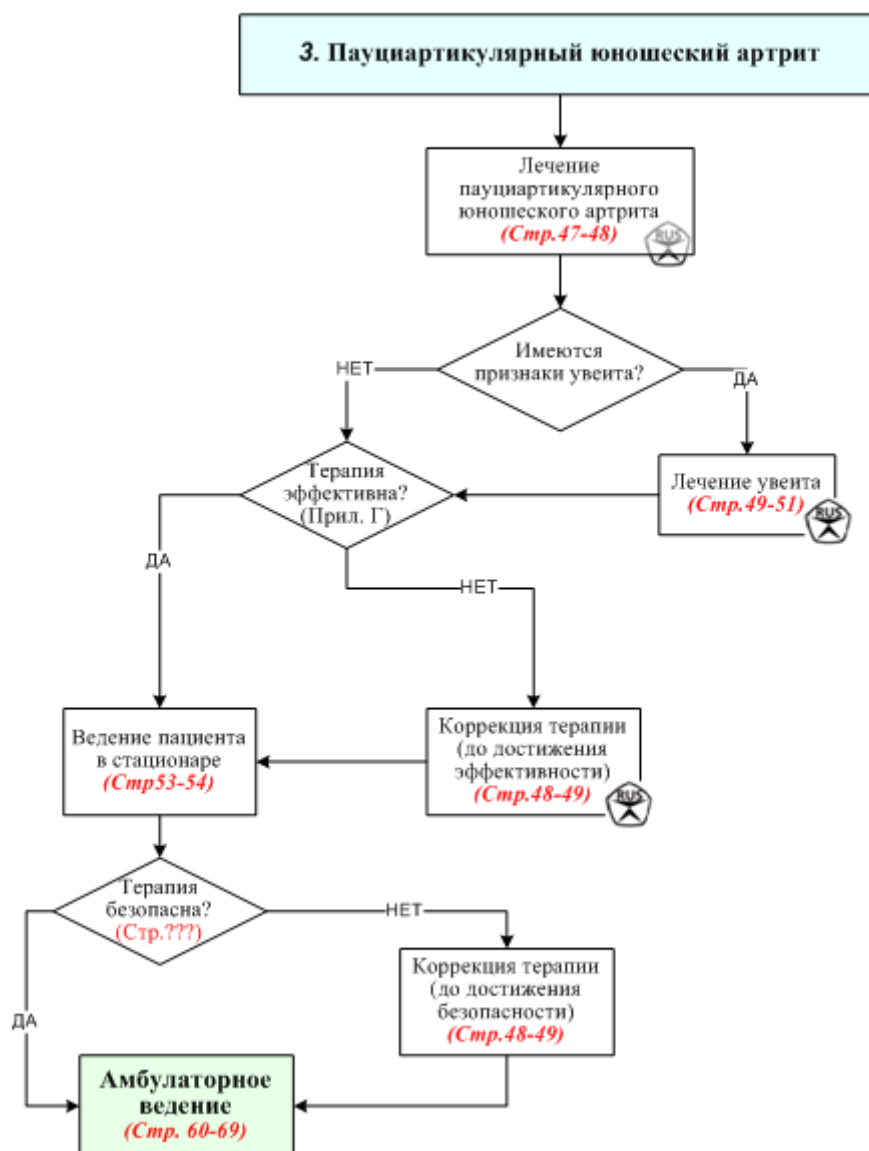 3. Пауциартикулярный юношеский артрит
Лечение
пауциартикулярного
юношеского артрита
(Стр.47-48)
RUS
Имеются
признаки увеита?
НЕТ
ДА
Терапия
эффективна?
(Прил. Г)
Лечение увеита
(Стр.49-51)
RUS
ДА
НЕТ
Ведение пациента
в стационаре
(Стр53-54)
Коррекция терапии
(до достижения
эффективности)
(Стр.48-49)
RUS
Терапия
безопасна?
(Стр.???)
НЕТ
ДА
Коррекция терапии
(до достижения
безопасности)
(Стр.48-49)
Амбулаторное
ведение
(Стр. 60-69)